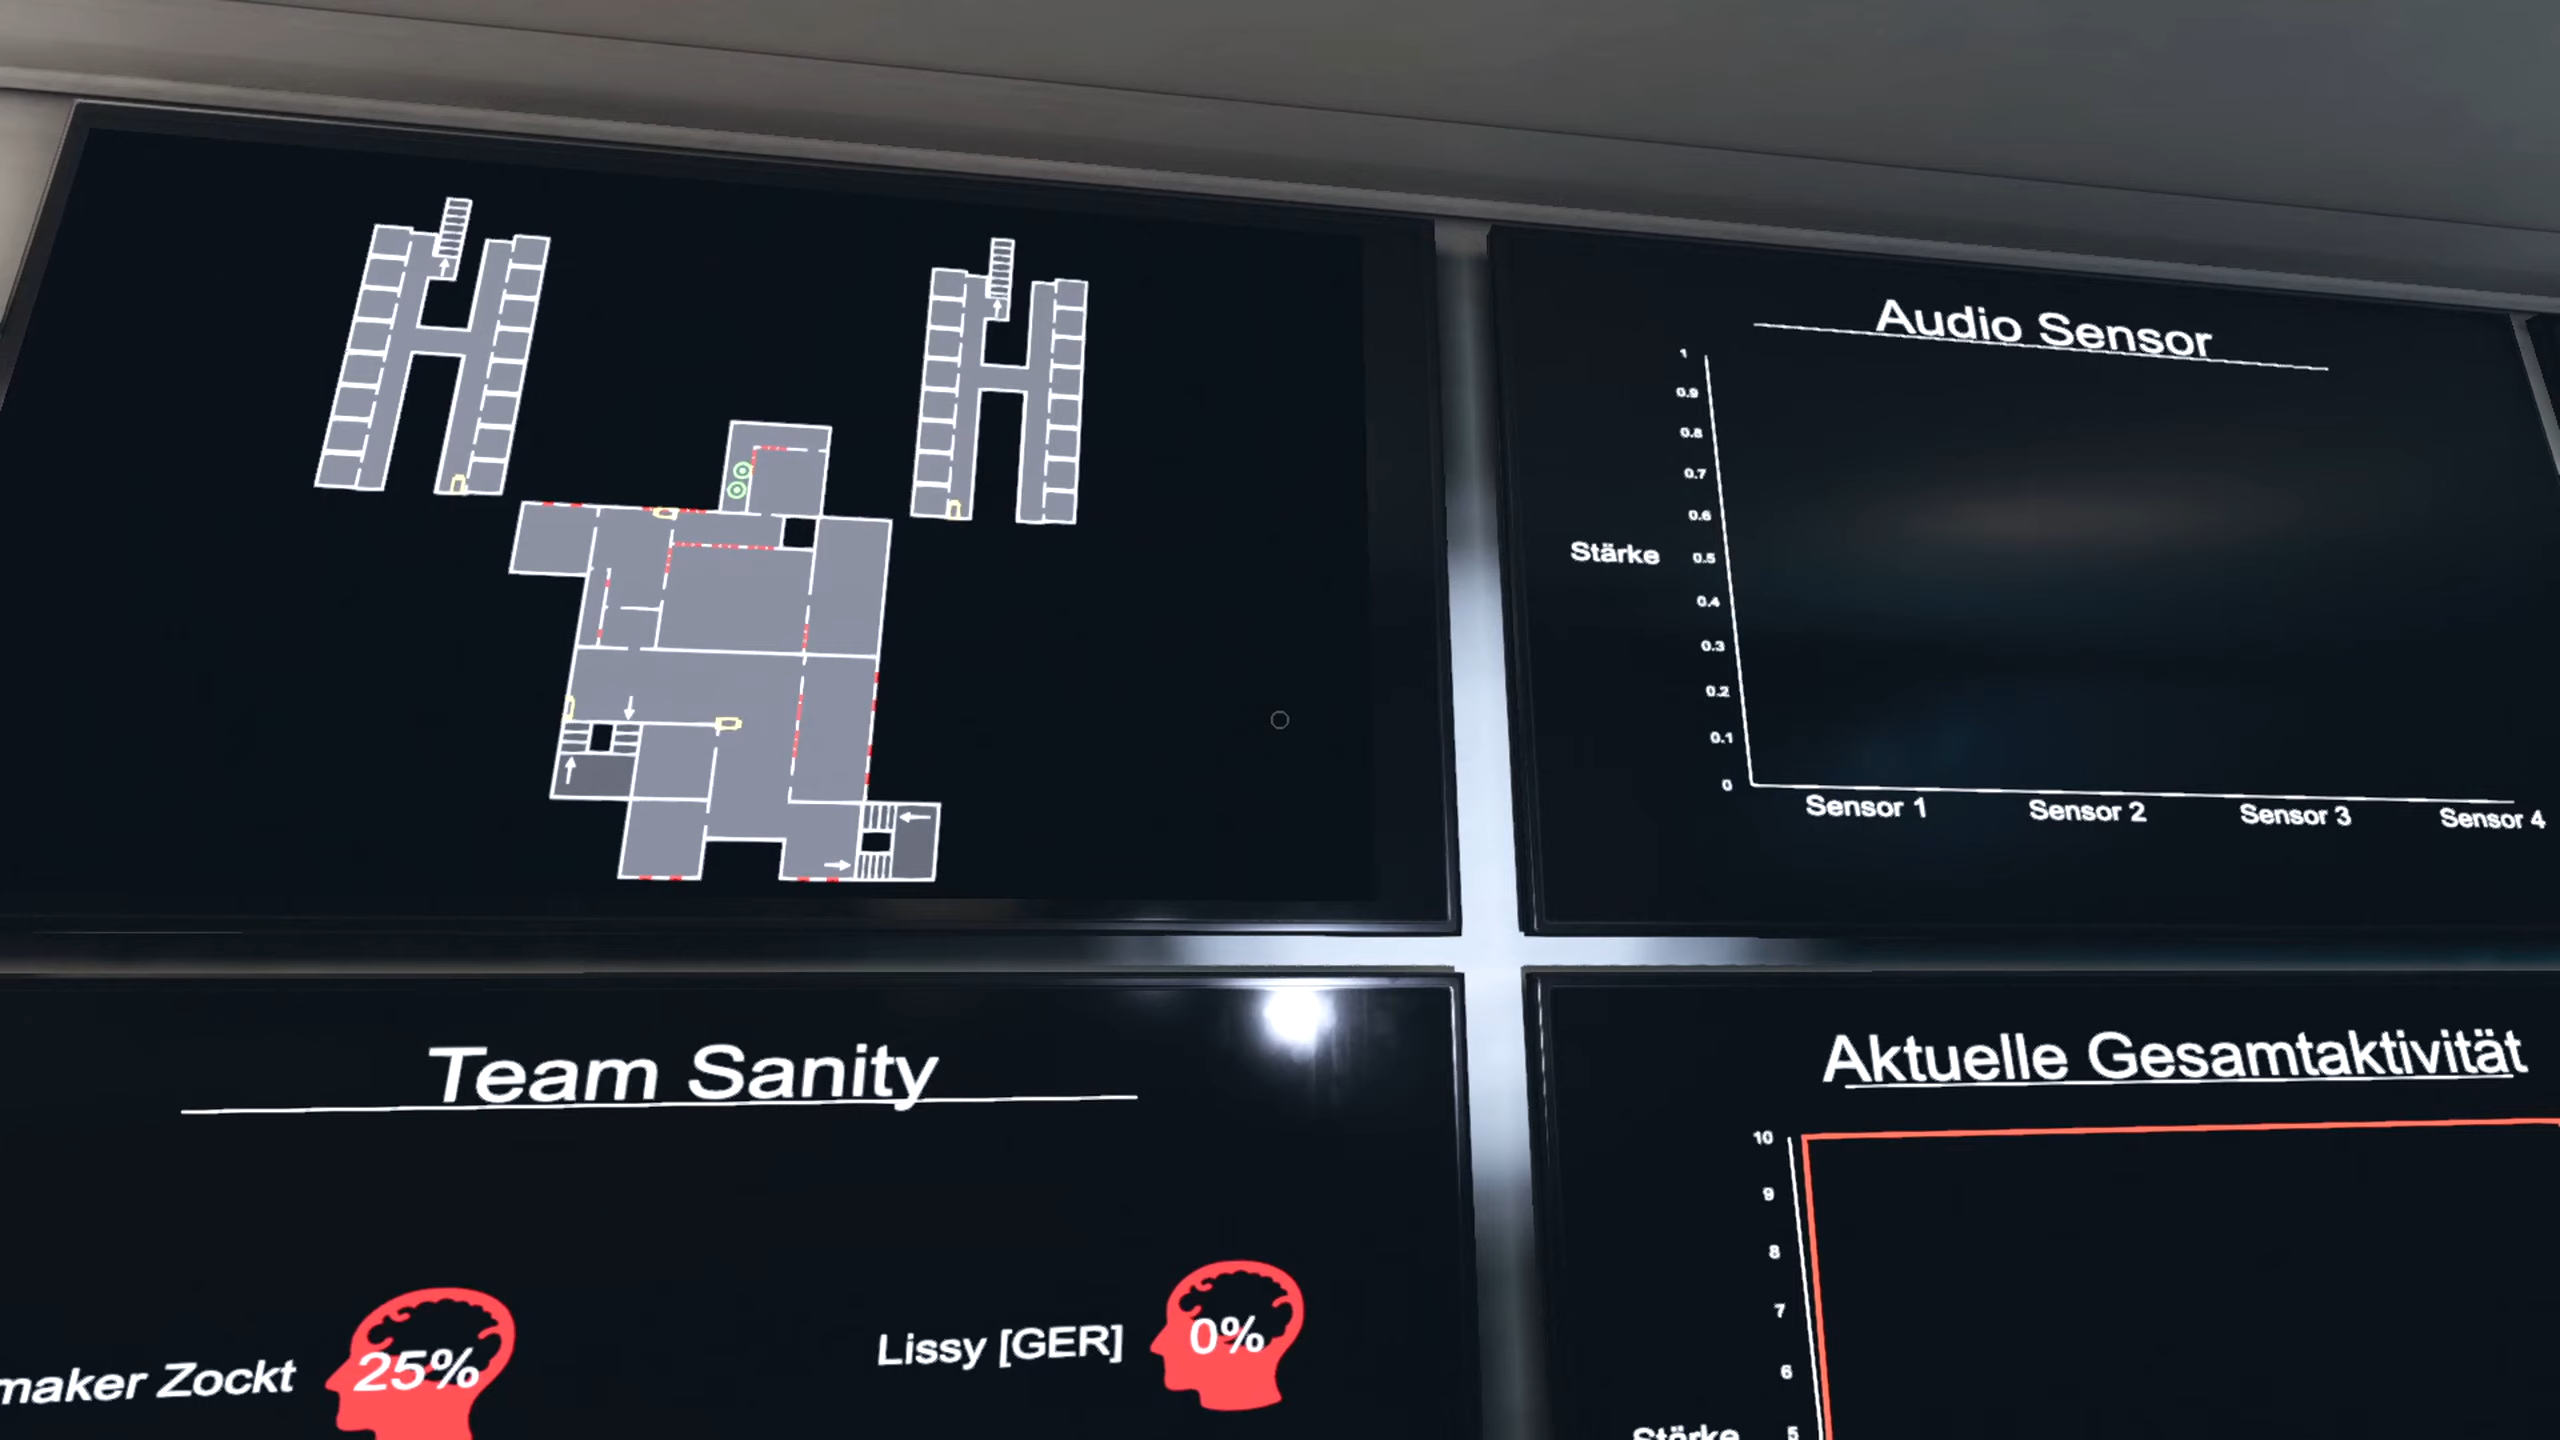 Audio Sensor
1
0.9
0.8
0.7
0.6
Stärke
0.5
0.4
0.3
0.2
0.1
0
Sensor 1
Sensor 2
Sensor 3
Sensor 4
Team Sanity
maker Zockt
25%
Lissy [GER]
0%
Aktuelle Gesamtaktivität
10
9
8
7
6
Stärke
5